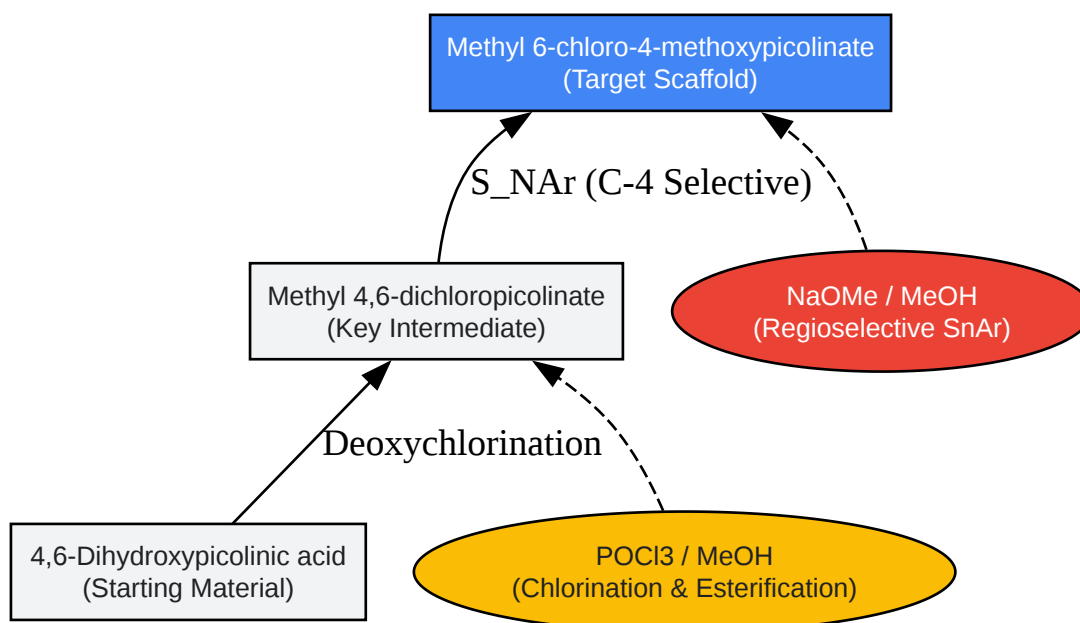 Methyl 6-chloro-4-methoxypicolinate
(Target Scaffold)
S_NAr (C-4 Selective)
Methyl 4,6-dichloropicolinate
(Key Intermediate)
NaOMe / MeOH
(Regioselective SnAr)
Deoxychlorination
4,6-Dihydroxypicolinic acid
(Starting Material)
POCl3 / MeOH
(Chlorination & Esterification)